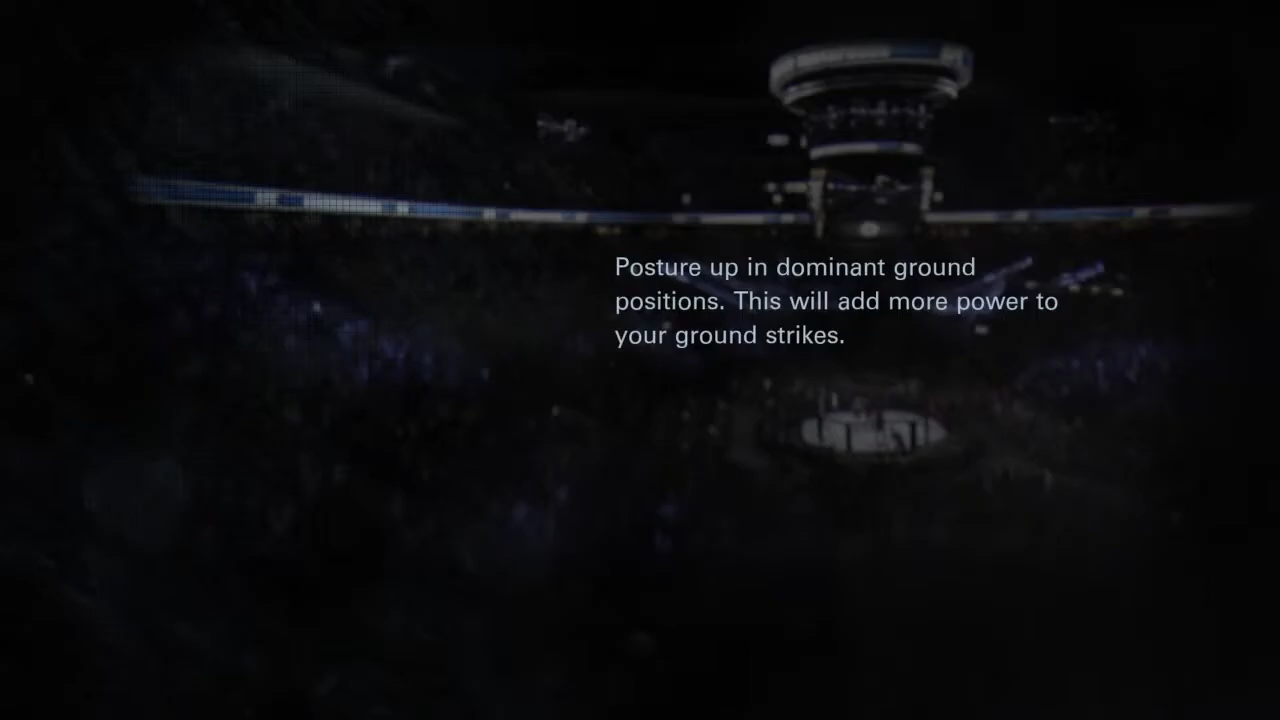 Posture up in dominant ground
positions. This will add more power to
your ground strikes.